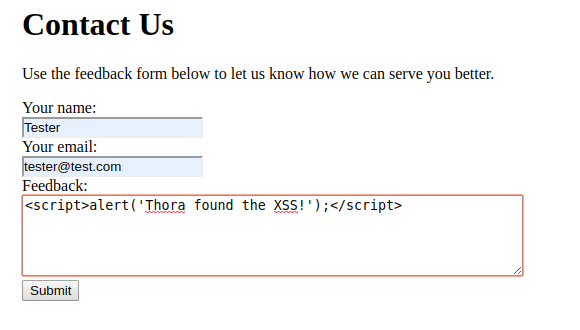 Contact Us
Use the feedback form below to let us know how we can serve you better.
Your name:
Tester
Your email:
tester@test.com
Feedback:
<script>alert('Thora found the XSS!');</script>
Submit